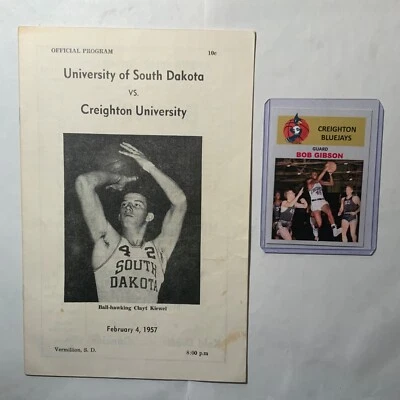 OFFICIAL PROGRAM 10c
University of South Dakota
VS.
Creighton University
42
SOUTH
DAKOTA
Ball-hawking Clayt Kiewel
February 4, 1957
Vermillion, S. D. 8:00 p.m
CREIGHTON
BLUEJAYS
GUARD
BOB GIBSON